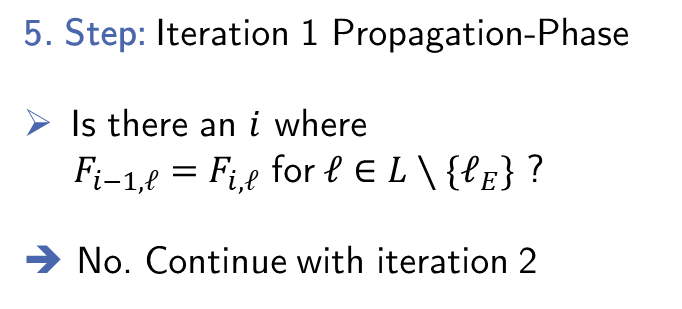 5. Step: Iteration 1 Propagation-Phase
➢ Is there an i where
F_{i−1,ℓ} = F_{i,ℓ} for ℓ ∈ L \ {ℓ_E} ?
➔ No. Continue with iteration 2